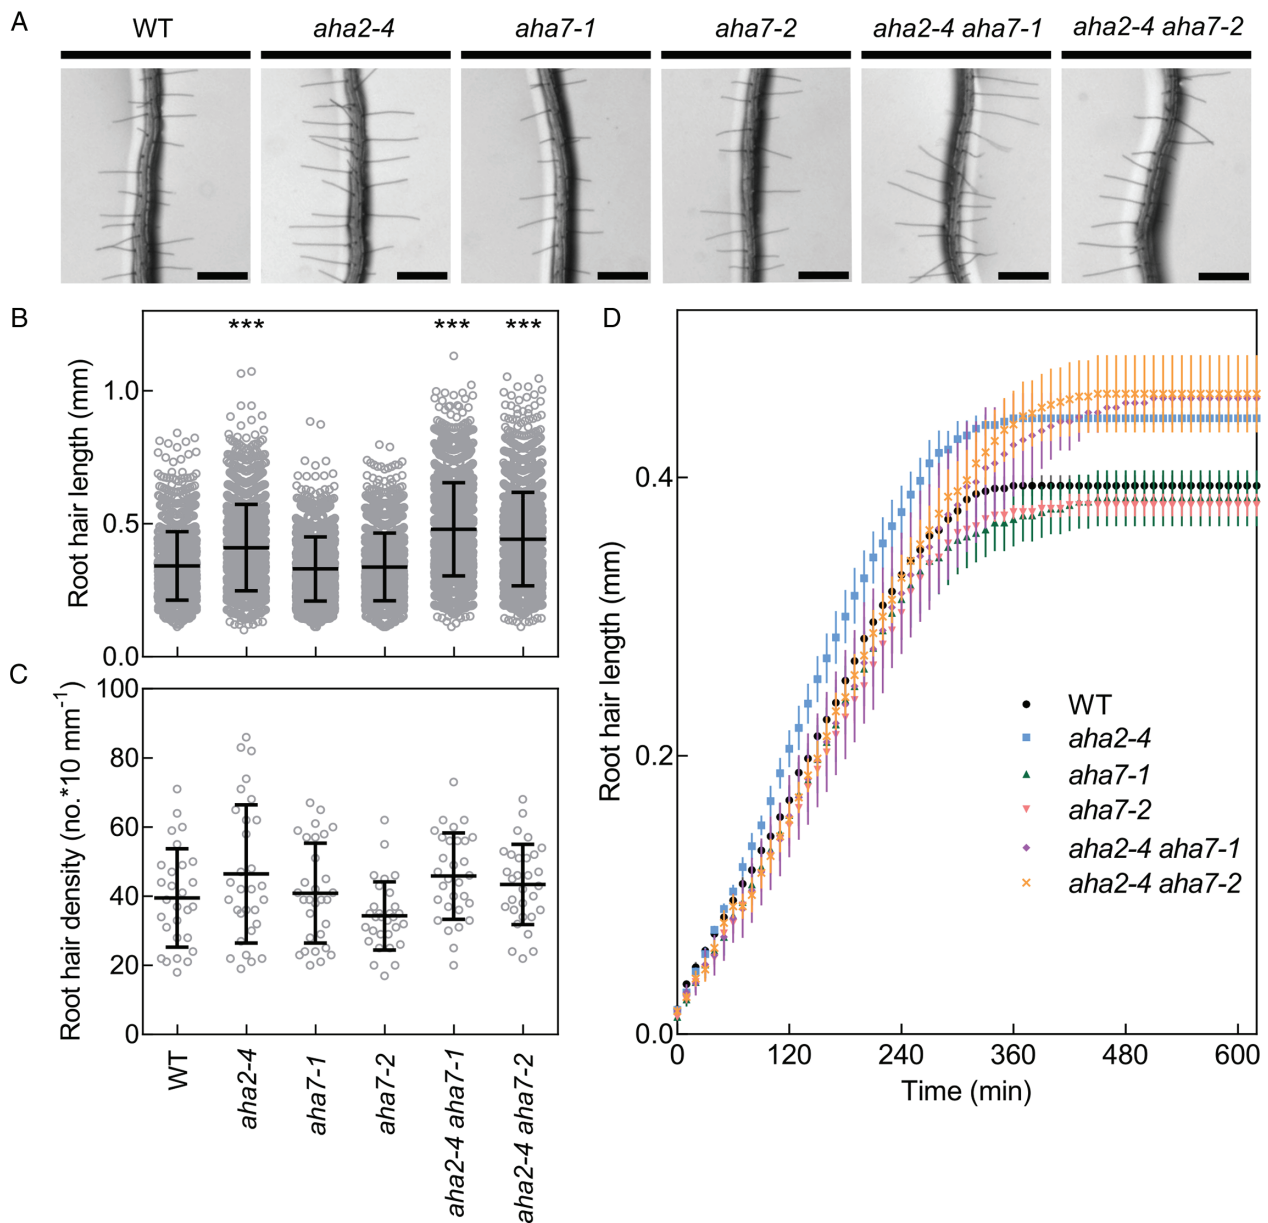 A
WT
aha2-4
aha7-1
aha7-2
aha2-4 aha7-1
aha2-4 aha7-2
B
Root hair length (mm)
1.0
0.5
0.0
***
***
***
C
Root hair density (no.*10 mm⁻¹)
100
80
60
40
20
0
WT
aha2-4
aha7-1
aha7-2
aha2-4 aha7-1
aha2-4 aha7-2
D
Root hair length (mm)
0.4
0.2
0.0
0
120
240
360
480
600
Time (min)
WT
aha2-4
aha7-1
aha7-2
aha2-4 aha7-1
aha2-4 aha7-2